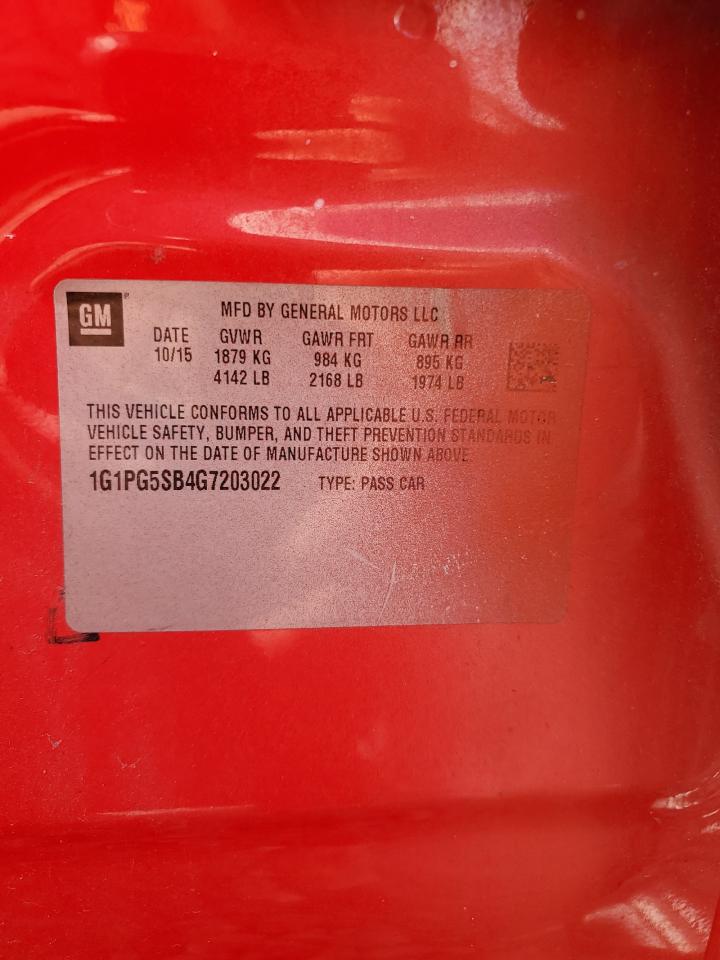 GM
MFD BY GENERAL MOTORS LLC
DATE GVWR GAWR FRT GAWR RR
10/15 1879 KG 984 KG 895 KG
4142 LB 2168 LB 1974 LB
THIS VEHICLE CONFORMS TO ALL APPLICABLE U.S. FEDERAL MOTOR
VEHICLE SAFETY, BUMPER, AND THEFT PREVENTION STANDARDS IN
EFFECT ON THE DATE OF MANUFACTURE SHOWN ABOVE.
1G1PG5SB4G7203022 TYPE: PASS CAR